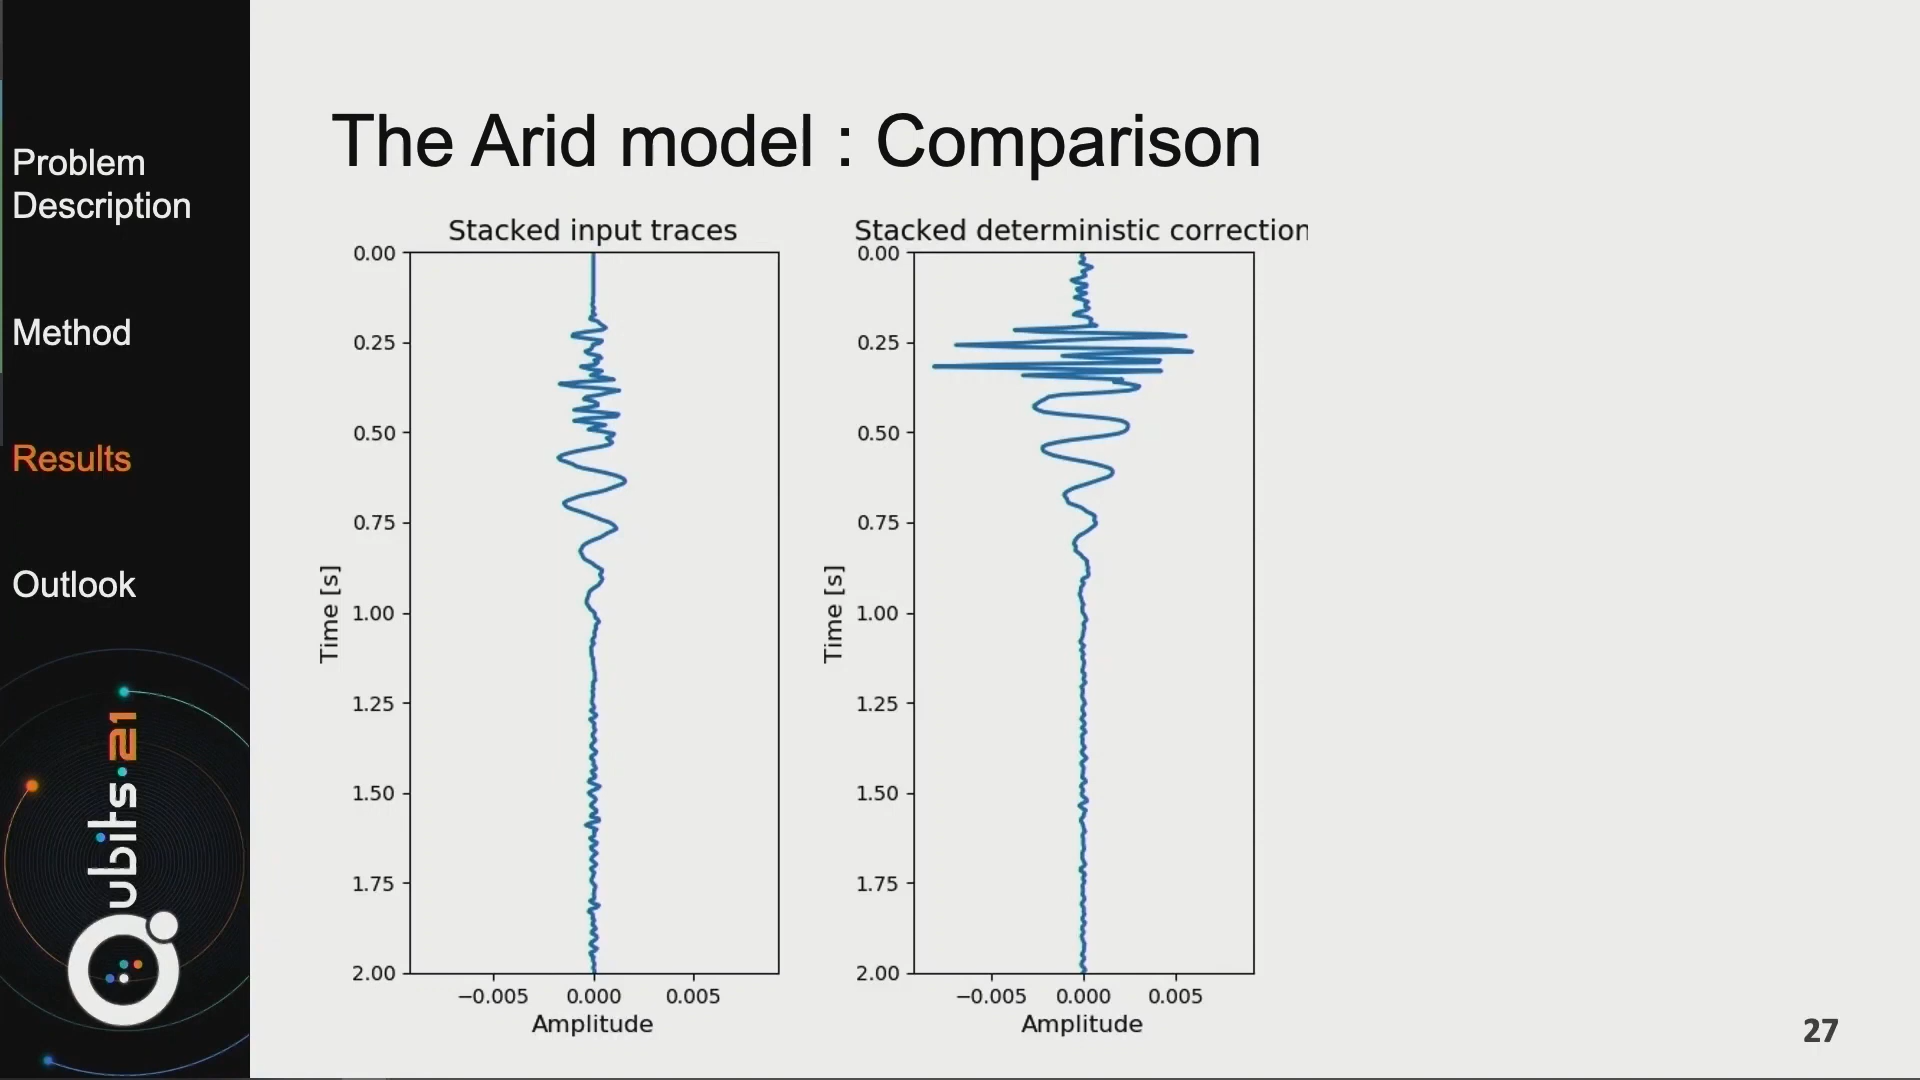 The Arid model : Comparison
Problem
Description
Method
Results
Outlook
ubits 21
Stacked input traces
0.00
0.25
0.50
0.75
1.00
1.25
1.50
1.75
2.00
Time [s]
−0.005 0.000 0.005
Amplitude
Stacked deterministic correction
0.00
0.25
0.50
0.75
1.00
1.25
1.50
1.75
2.00
Time [s]
−0.005 0.000 0.005
Amplitude
27